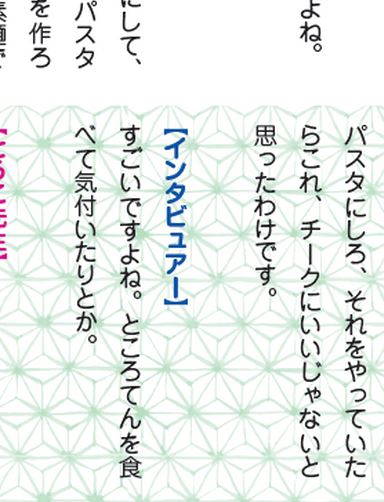 よね。
にして、
パスタ
を作ろ
パスタにしろ、それをやっていた
らこれ、チークにいいじゃないと
思ったわけです。
【インタビュアー】
すごいですよね。ところてんを食
べて気付いたりとか。